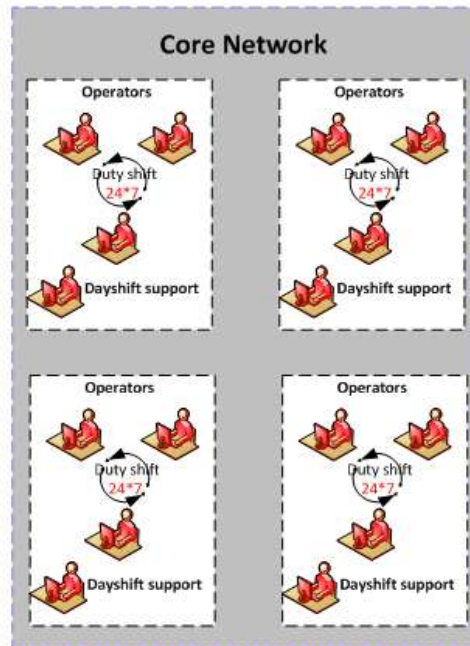 Core Network
Operators
Duty shift
24*7
Dayshift support
Operators
Duty shift
24*7
Dayshift support
Operators
Duty shift
24*7
Dayshift support
Operators
Duty shift
24*7
Dayshift support